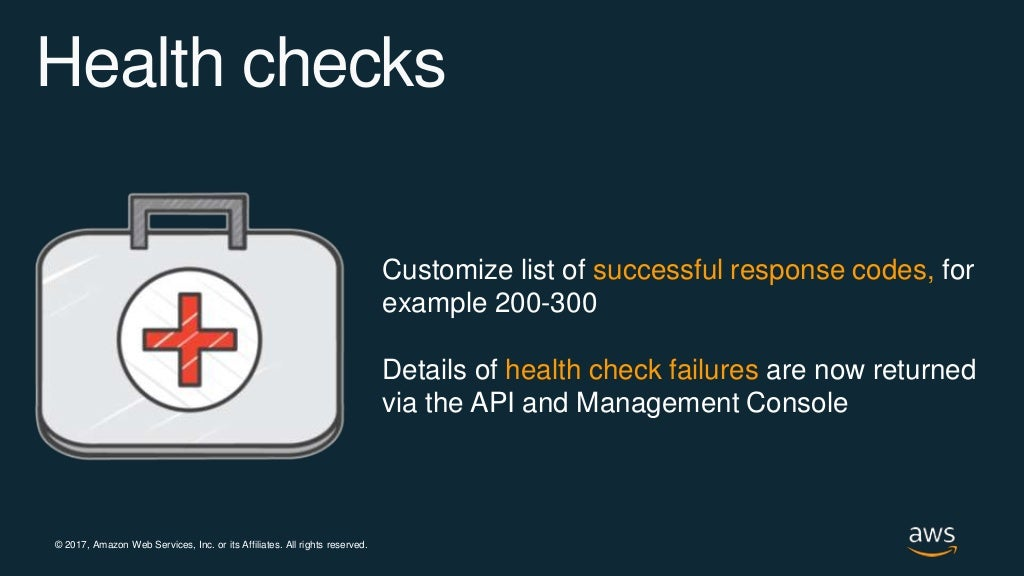 Health checks
Customize list of successful response codes, for
example 200-300
Details of health check failures are now returned
via the API and Management Console
© 2017, Amazon Web Services, Inc. or its Affiliates. All rights reserved.
aws